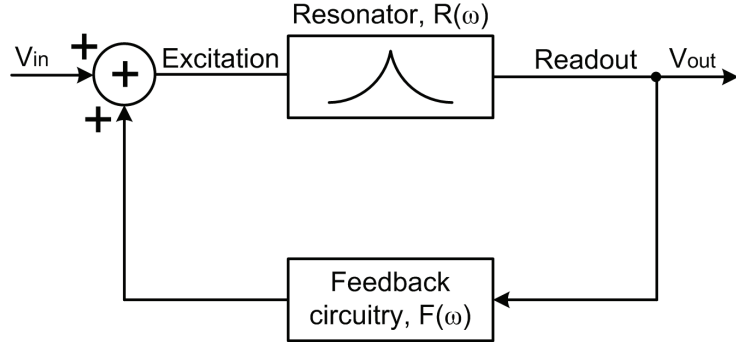 Resonator, R(ω)
+
Vin
+
Excitation
Readout
Vout
+
Feedback
circuitry, F(ω)